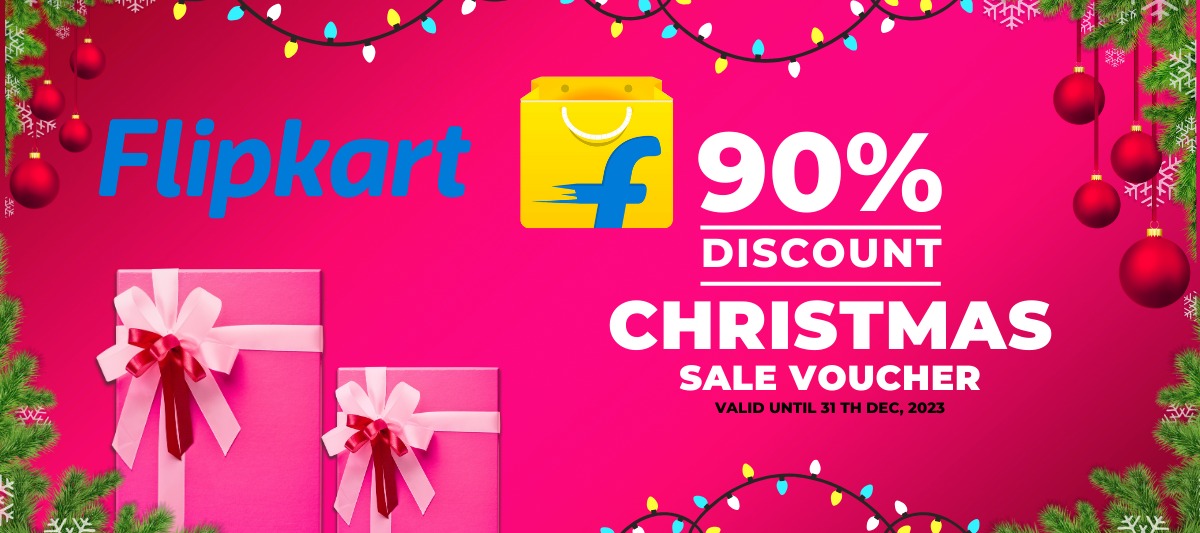 Flipkart
f
90%
DISCOUNT
CHRISTMAS
SALE VOUCHER
VALID UNTIL 31 TH DEC, 2023